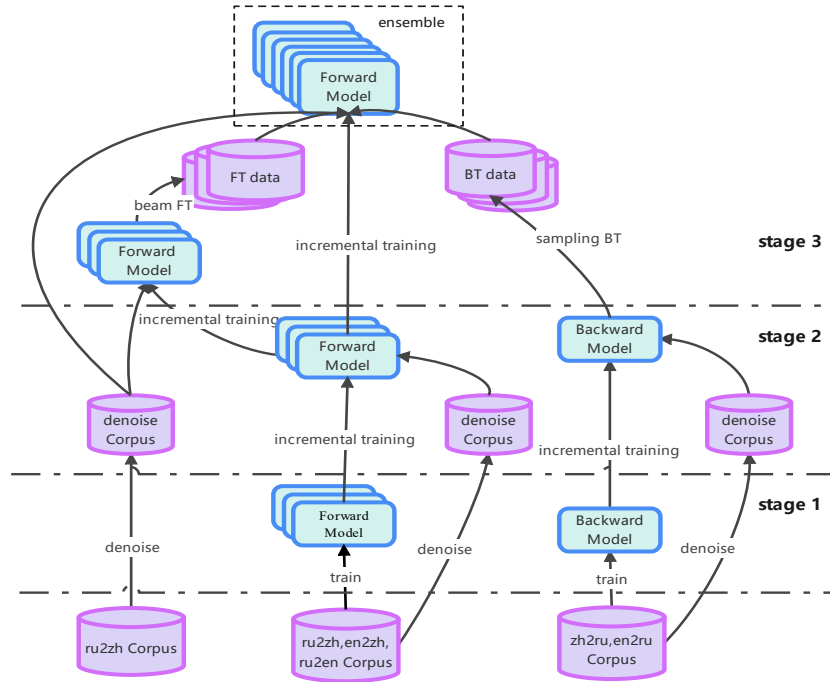 ensemble
Forward
Model
FT data
BT data
beam FT
sampling BT
incremental training
stage 3
Forward
Model
incremental training
stage 2
Forward
Model
Backward
Model
denoise
Corpus
denoise
Corpus
denoise
Corpus
incremental training
incremental training
stage 1
Forward
Model
Backward
Model
denoise
denoise
denoise
train
train
ru2zh Corpus
ru2zh,en2zh,
ru2en Corpus
zh2ru,en2ru
Corpus